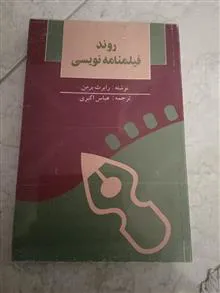 روند
فیلمنامه نویسی
نوشته : رابرت برمن
ترجمه : عباس اکبری